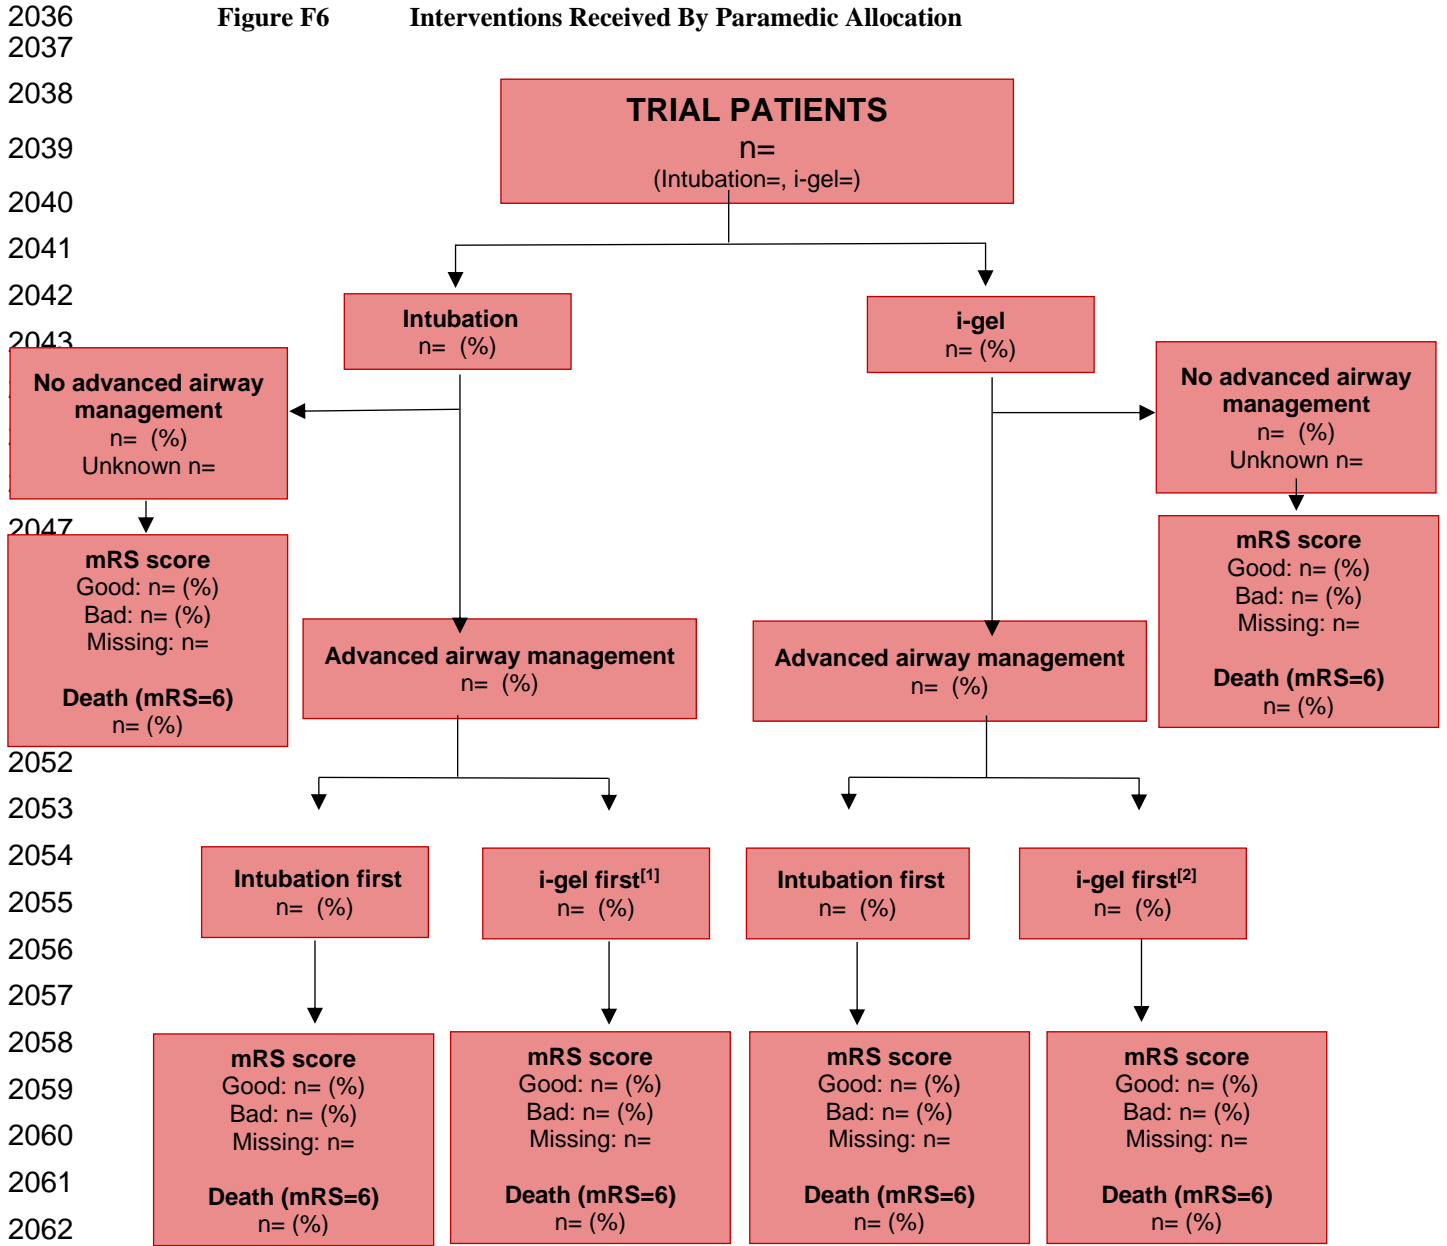 2036 Figure F6 Interventions Received By Paramedic Allocation
2037
2038
TRIAL PATIENTS
2039
n=
(Intubation=, i-gel=)
2040
2041
2042
Intubation
n= (%)
i-gel
n= (%)
2043
No advanced airway
management
n= (%)
Unknown n=
No advanced airway
management
n= (%)
Unknown n=
2047
mRS score
Good: n= (%)
Bad: n= (%)
Missing: n=
Death (mRS=6)
n= (%)
Advanced airway management
n= (%)
Advanced airway management
n= (%)
mRS score
Good: n= (%)
Bad: n= (%)
Missing: n=
Death (mRS=6)
n= (%)
2052
2053
2054
Intubation first
n= (%)
i-gel first[1]
n= (%)
Intubation first
n= (%)
i-gel first[2]
n= (%)
2055
2056
2057
2058
mRS score
Good: n= (%)
Bad: n= (%)
Missing: n=
Death (mRS=6)
n= (%)
mRS score
Good: n= (%)
Bad: n= (%)
Missing: n=
Death (mRS=6)
n= (%)
mRS score
Good: n= (%)
Bad: n= (%)
Missing: n=
Death (mRS=6)
n= (%)
mRS score
Good: n= (%)
Bad: n= (%)
Missing: n=
Death (mRS=6)
n= (%)
2059
2060
2061
2062